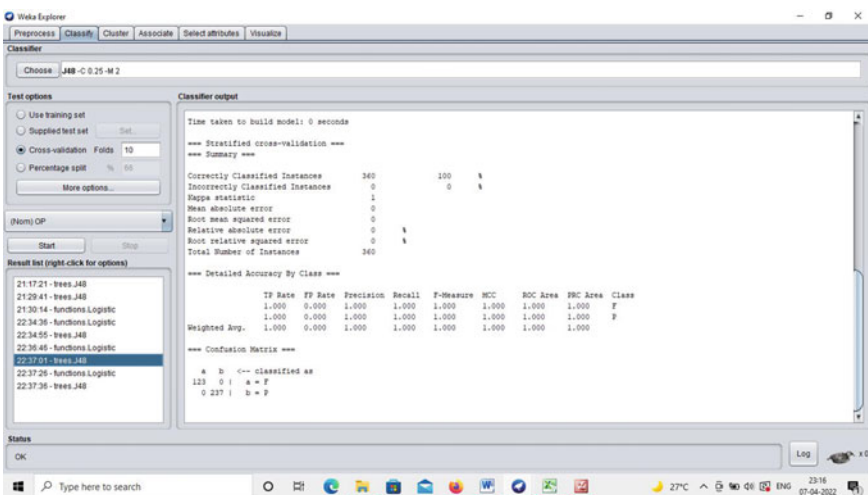 Weka Explorer
Preprocess Classify Cluster Associate Select attributes Visualize
Classifier
Choose J48 -C 0.25 -M 2
Test options
Use training set
Supplied test set Set...
Cross-validation Folds 10
Percentage split % 66
More options...
(Nom) OP
Start Stop
Result list (right-click for options)
21:17:21 - trees.J48
21:29:41 - trees.J48
21:30:14 - functions.Logistic
22:34:36 - functions.Logistic
22:34:55 - trees.J48
22:36:46 - functions.Logistic
22:37:01 - trees.J48
22:37:26 - functions.Logistic
22:37:36 - trees.J48
Classifier output
Time taken to build model: 0 seconds
=== Stratified cross-validation ===
=== Summary ===
Correctly Classified Instances 360 100 %
Incorrectly Classified Instances 0 0 %
Kappa statistic 1
Mean absolute error 0
Root mean squared error 0
Relative absolute error 0 %
Root relative squared error 0 %
Total Number of Instances 360
=== Detailed Accuracy By Class ===
TP Rate FP Rate Precision Recall F-Measure MCC ROC Area PRC Area Class
1.000 0.000 1.000 1.000 1.000 1.000 1.000 1.000 F
1.000 0.000 1.000 1.000 1.000 1.000 1.000 1.000 P
Weighted Avg. 1.000 0.000 1.000 1.000 1.000 1.000 1.000 1.000
=== Confusion Matrix ===
a b <-- classified as
123 0 | a = F
0 237 | b = P
Status
OK
Log x 0
Type here to search
27°C ENG 23:16
07-04-2022